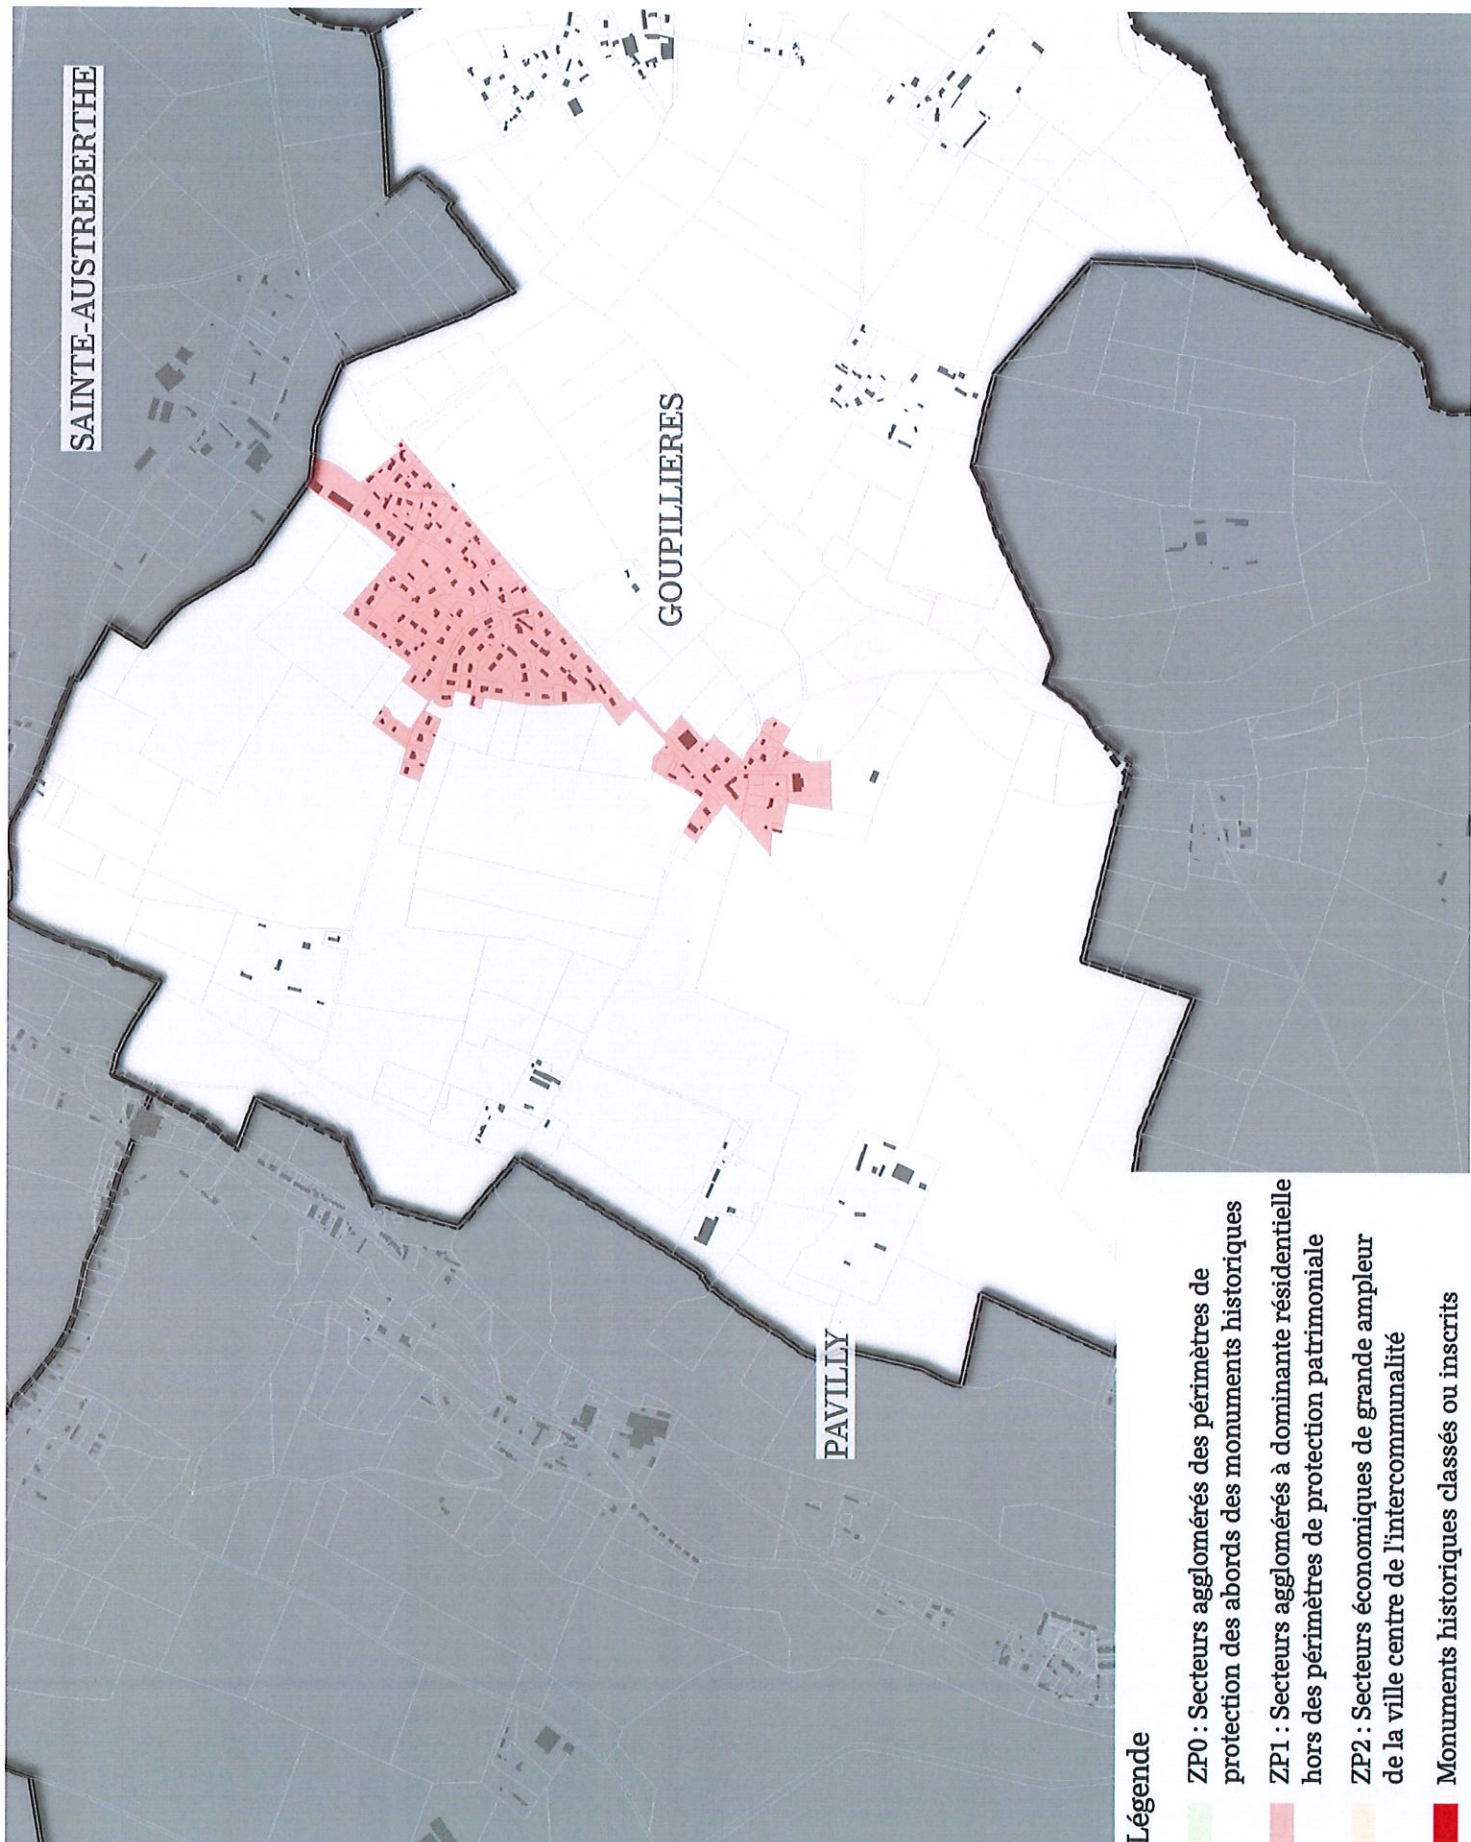 SAINTE-AUSTREBERTHE
GOUPILLIERES
PAVILLY
Légende
ZP0 : Secteurs agglomérés des périmètres de
protection des abords des monuments historiques
ZP1 : Secteurs agglomérés à dominante résidentielle
hors des périmètres de protection patrimoniale
ZP2 : Secteurs économiques de grande ampleur
de la ville centre de l'intercommunalité
Monuments historiques classés ou inscrits